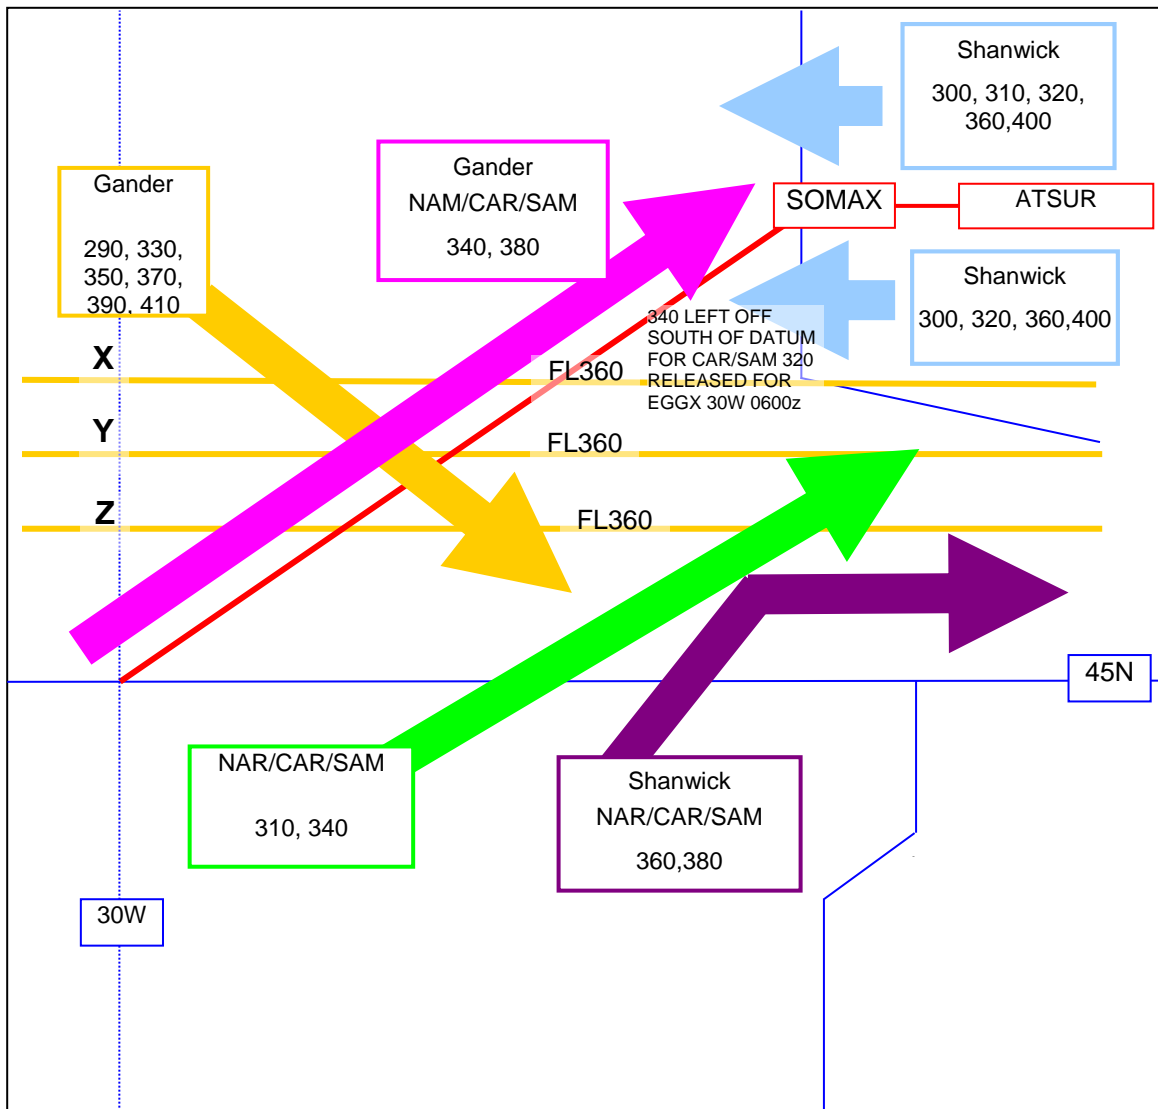 Shanwick
300, 310, 320,
360,400
Gander
NAM/CAR/SAM
340, 380
Gander
290, 330,
350, 370,
390, 410
SOMAX
ATSUR
Shanwick
300, 320, 360,400
340 LEFT OFF
SOUTH OF DATUM
FOR CAR/SAM 320
RELEASED FOR
EGGX 30W 0600z
X
FL360
Y
FL360
Z
FL360
45N
NAR/CAR/SAM
310, 340
Shanwick
NAR/CAR/SAM
360,380
30W